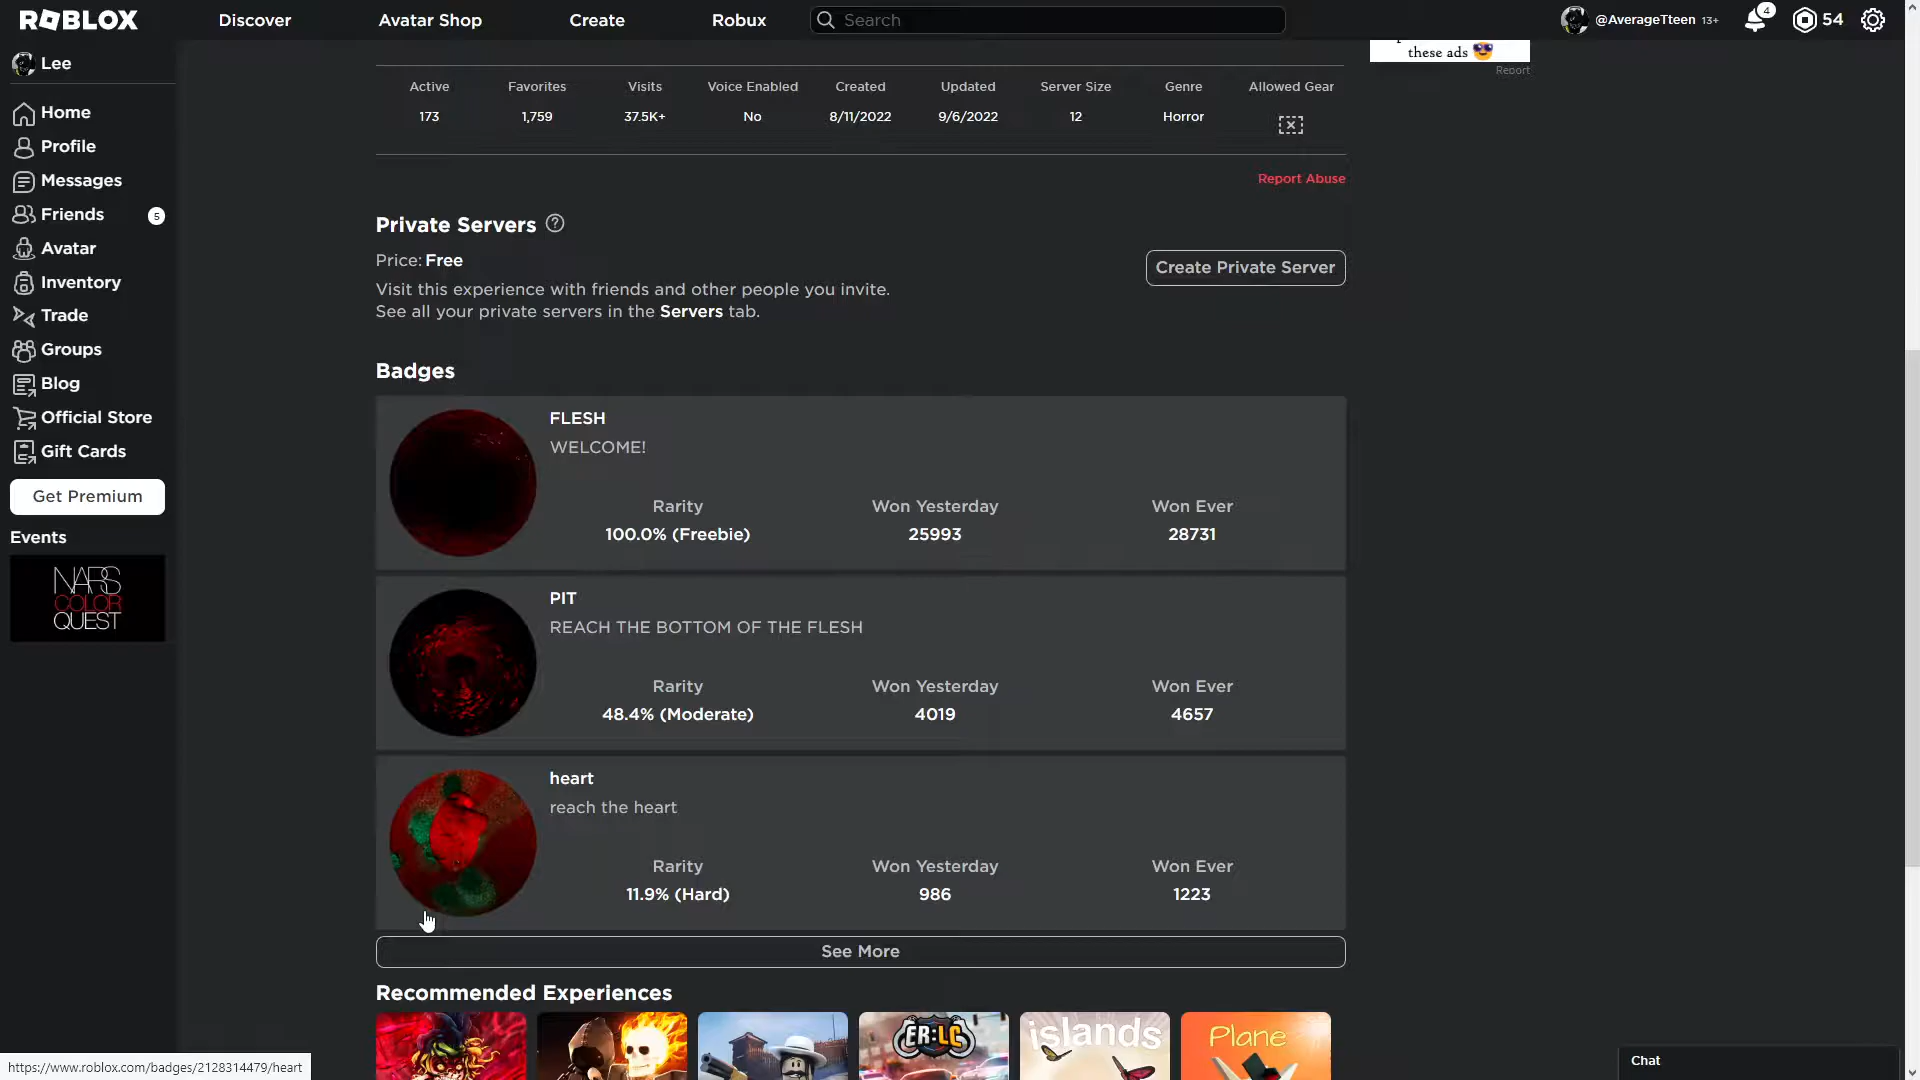 ROBLOX
Discover
Avatar Shop
Create
Robux
Search
@AverageTteen 13+
4
54
Lee
Home
Profile
Messages
Friends
5
Avatar
Inventory
Trade
Groups
Blog
Official Store
Gift Cards
Get Premium
Events
NARS
COLOR
QUEST
these ads 😎
Report
Active
Favorites
Visits
Voice Enabled
Created
Updated
Server Size
Genre
Allowed Gear
173
1,759
37.5K+
No
8/11/2022
9/6/2022
12
Horror
Report Abuse
Private Servers
Price: Free
Create Private Server
Visit this experience with friends and other people you invite.
See all your private servers in the Servers tab.
Badges
FLESH
WELCOME!
Rarity
Won Yesterday
Won Ever
100.0% (Freebie)
25993
28731
PIT
REACH THE BOTTOM OF THE FLESH
Rarity
Won Yesterday
Won Ever
48.4% (Moderate)
4019
4657
heart
reach the heart
Rarity
Won Yesterday
Won Ever
11.9% (Hard)
986
1223
See More
Recommended Experiences
ER:LC
islands
Plane
https://www.roblox.com/badges/2128314479/heart
Chat